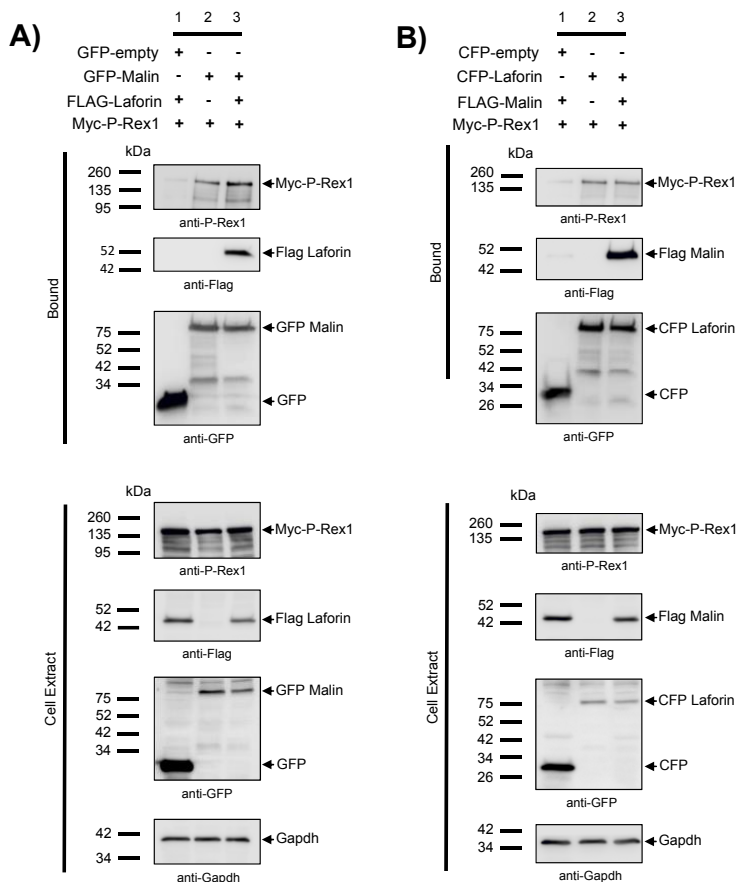 A)
1 2 3
GFP-empty + - -
GFP-Malin - + +
FLAG-Laforin + - +
Myc-P-Rex1 + + +
kDa
Bound
260
135
95
Myc-P-Rex1
anti-P-Rex1
52
42
Flag Laforin
anti-Flag
75
52
42
34
GFP Malin
GFP
anti-GFP
kDa
Cell Extract
260
135
95
Myc-P-Rex1
anti-P-Rex1
52
42
Flag Laforin
anti-Flag
75
52
42
34
GFP Malin
GFP
anti-GFP
42
34
Gapdh
anti-Gapdh
B)
1 2 3
CFP-empty + - -
CFP-Laforin - + +
FLAG-Malin + - +
Myc-P-Rex1 + + +
kDa
Bound
260
135
Myc-P-Rex1
anti-P-Rex1
52
42
Flag Malin
anti-Flag
75
52
42
34
26
CFP Laforin
CFP
anti-GFP
kDa
Cell Extract
260
135
Myc-P-Rex1
anti-P-Rex1
52
42
Flag Malin
anti-Flag
75
52
42
34
26
CFP Laforin
CFP
anti-GFP
42
34
Gapdh
anti-Gapdh